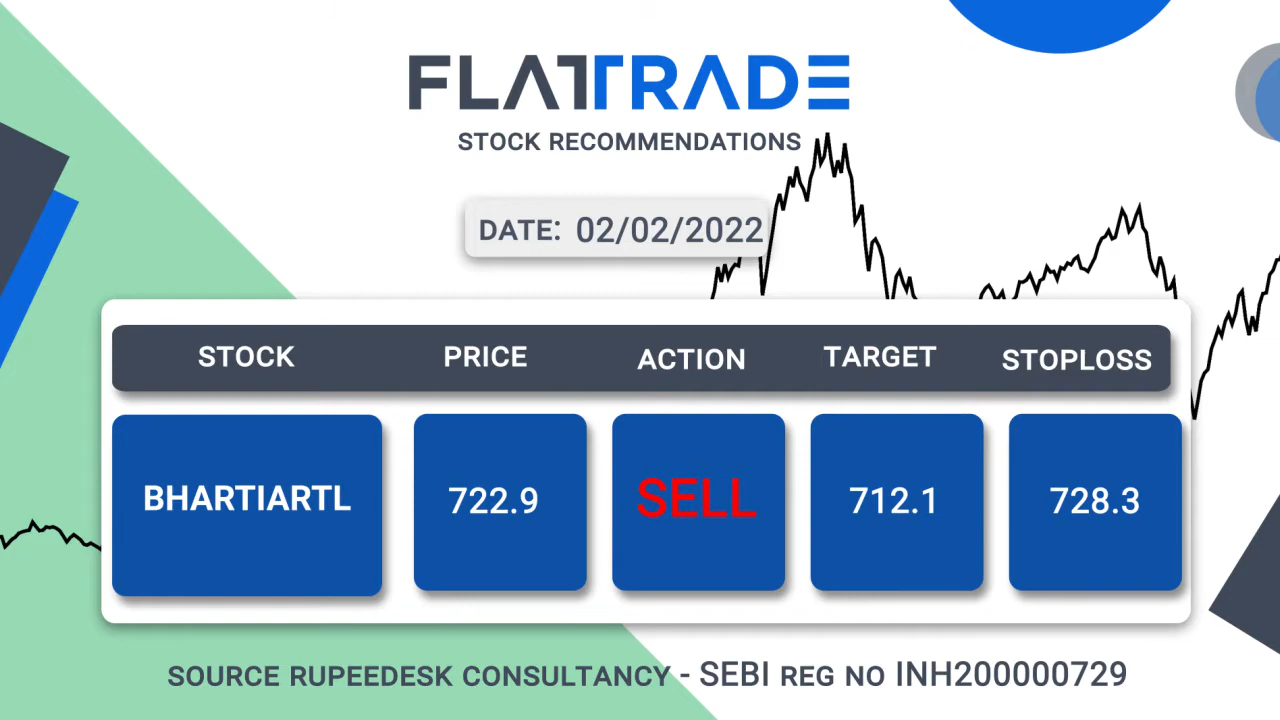 FLATTRADE
STOCK RECOMMENDATIONS
DATE: 02/02/2022
STOCK PRICE ACTION TARGET STOPLOSS
BHARTIARTL 722.9 SELL 712.1 728.3
SOURCE RUPEEDESK CONSULTANCY - SEBI REG NO INH200000729